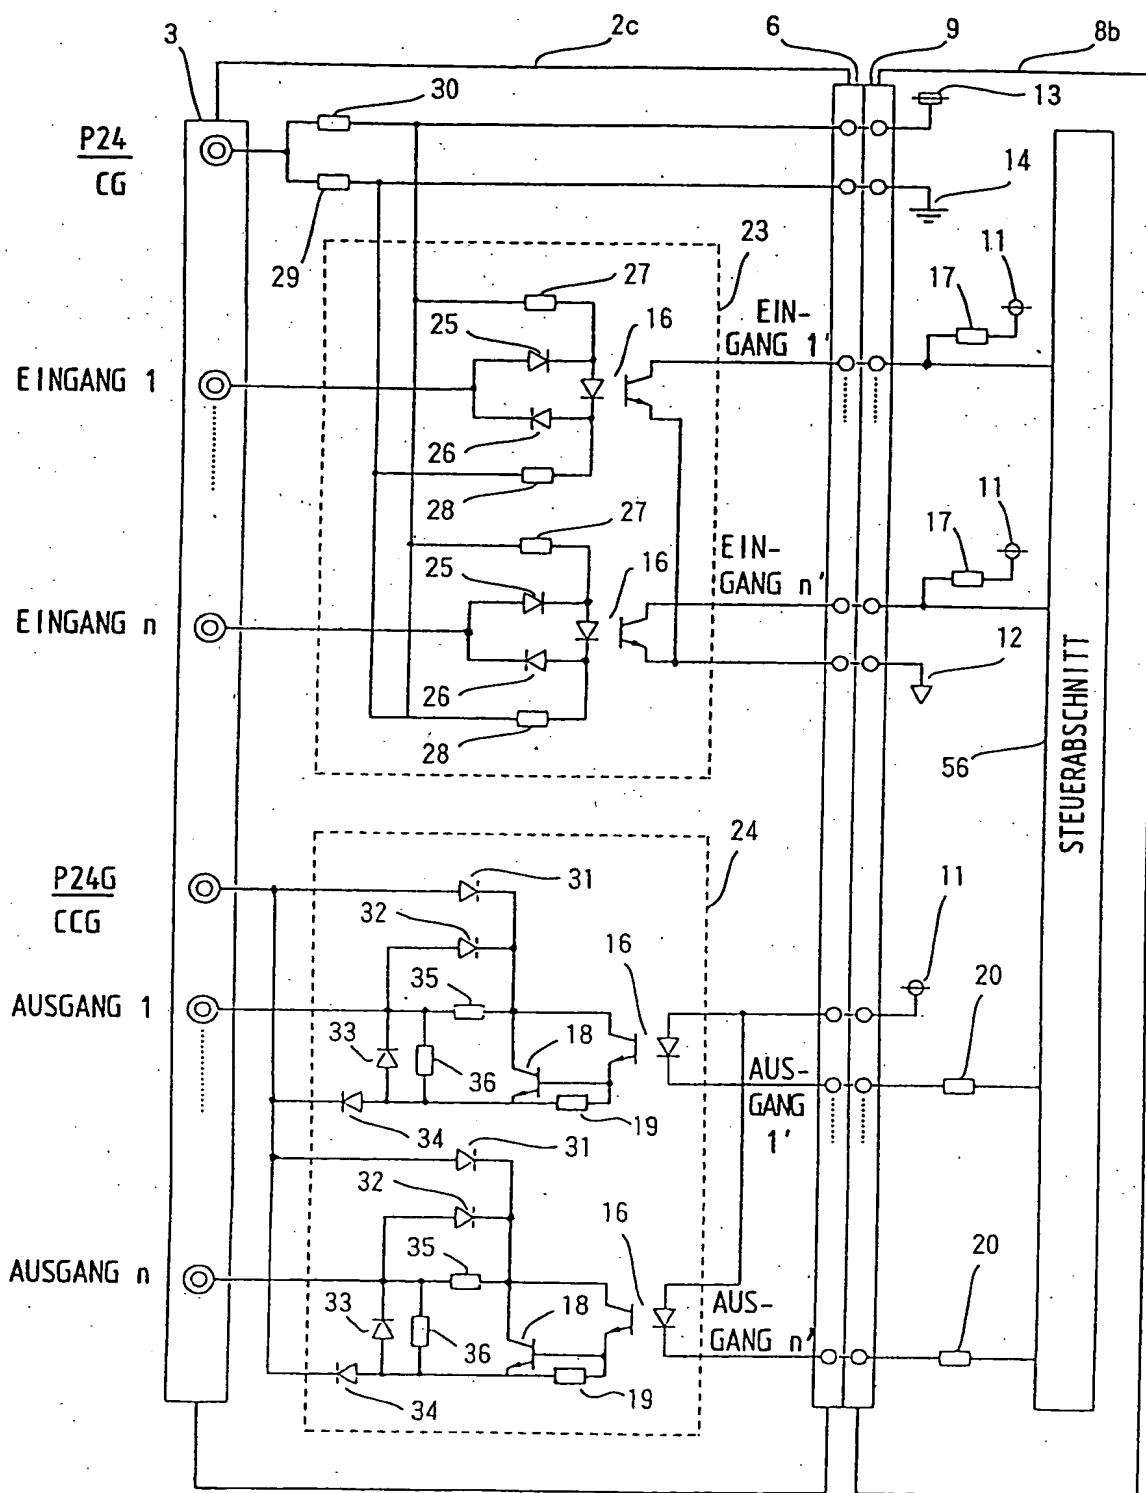 2c
6
9
8b
3
30
13
P24
CG
14
29
23
11
27
17
25
16
EIN-
GANG 1'
EINGANG 1
26
28
27
11
17
EIN-
GANG n'
25
16
EINGANG n
12
26
28
56
STEUERABSCHNITT
24
P24G
CCG
31
11
32
16
35
20
AUSGANG 1
33
18
36
AUS-
GANG
1'
34
19
31
32
16
35
20
AUSGANG n
33
18
AUS-
GANG n'
36
34
19